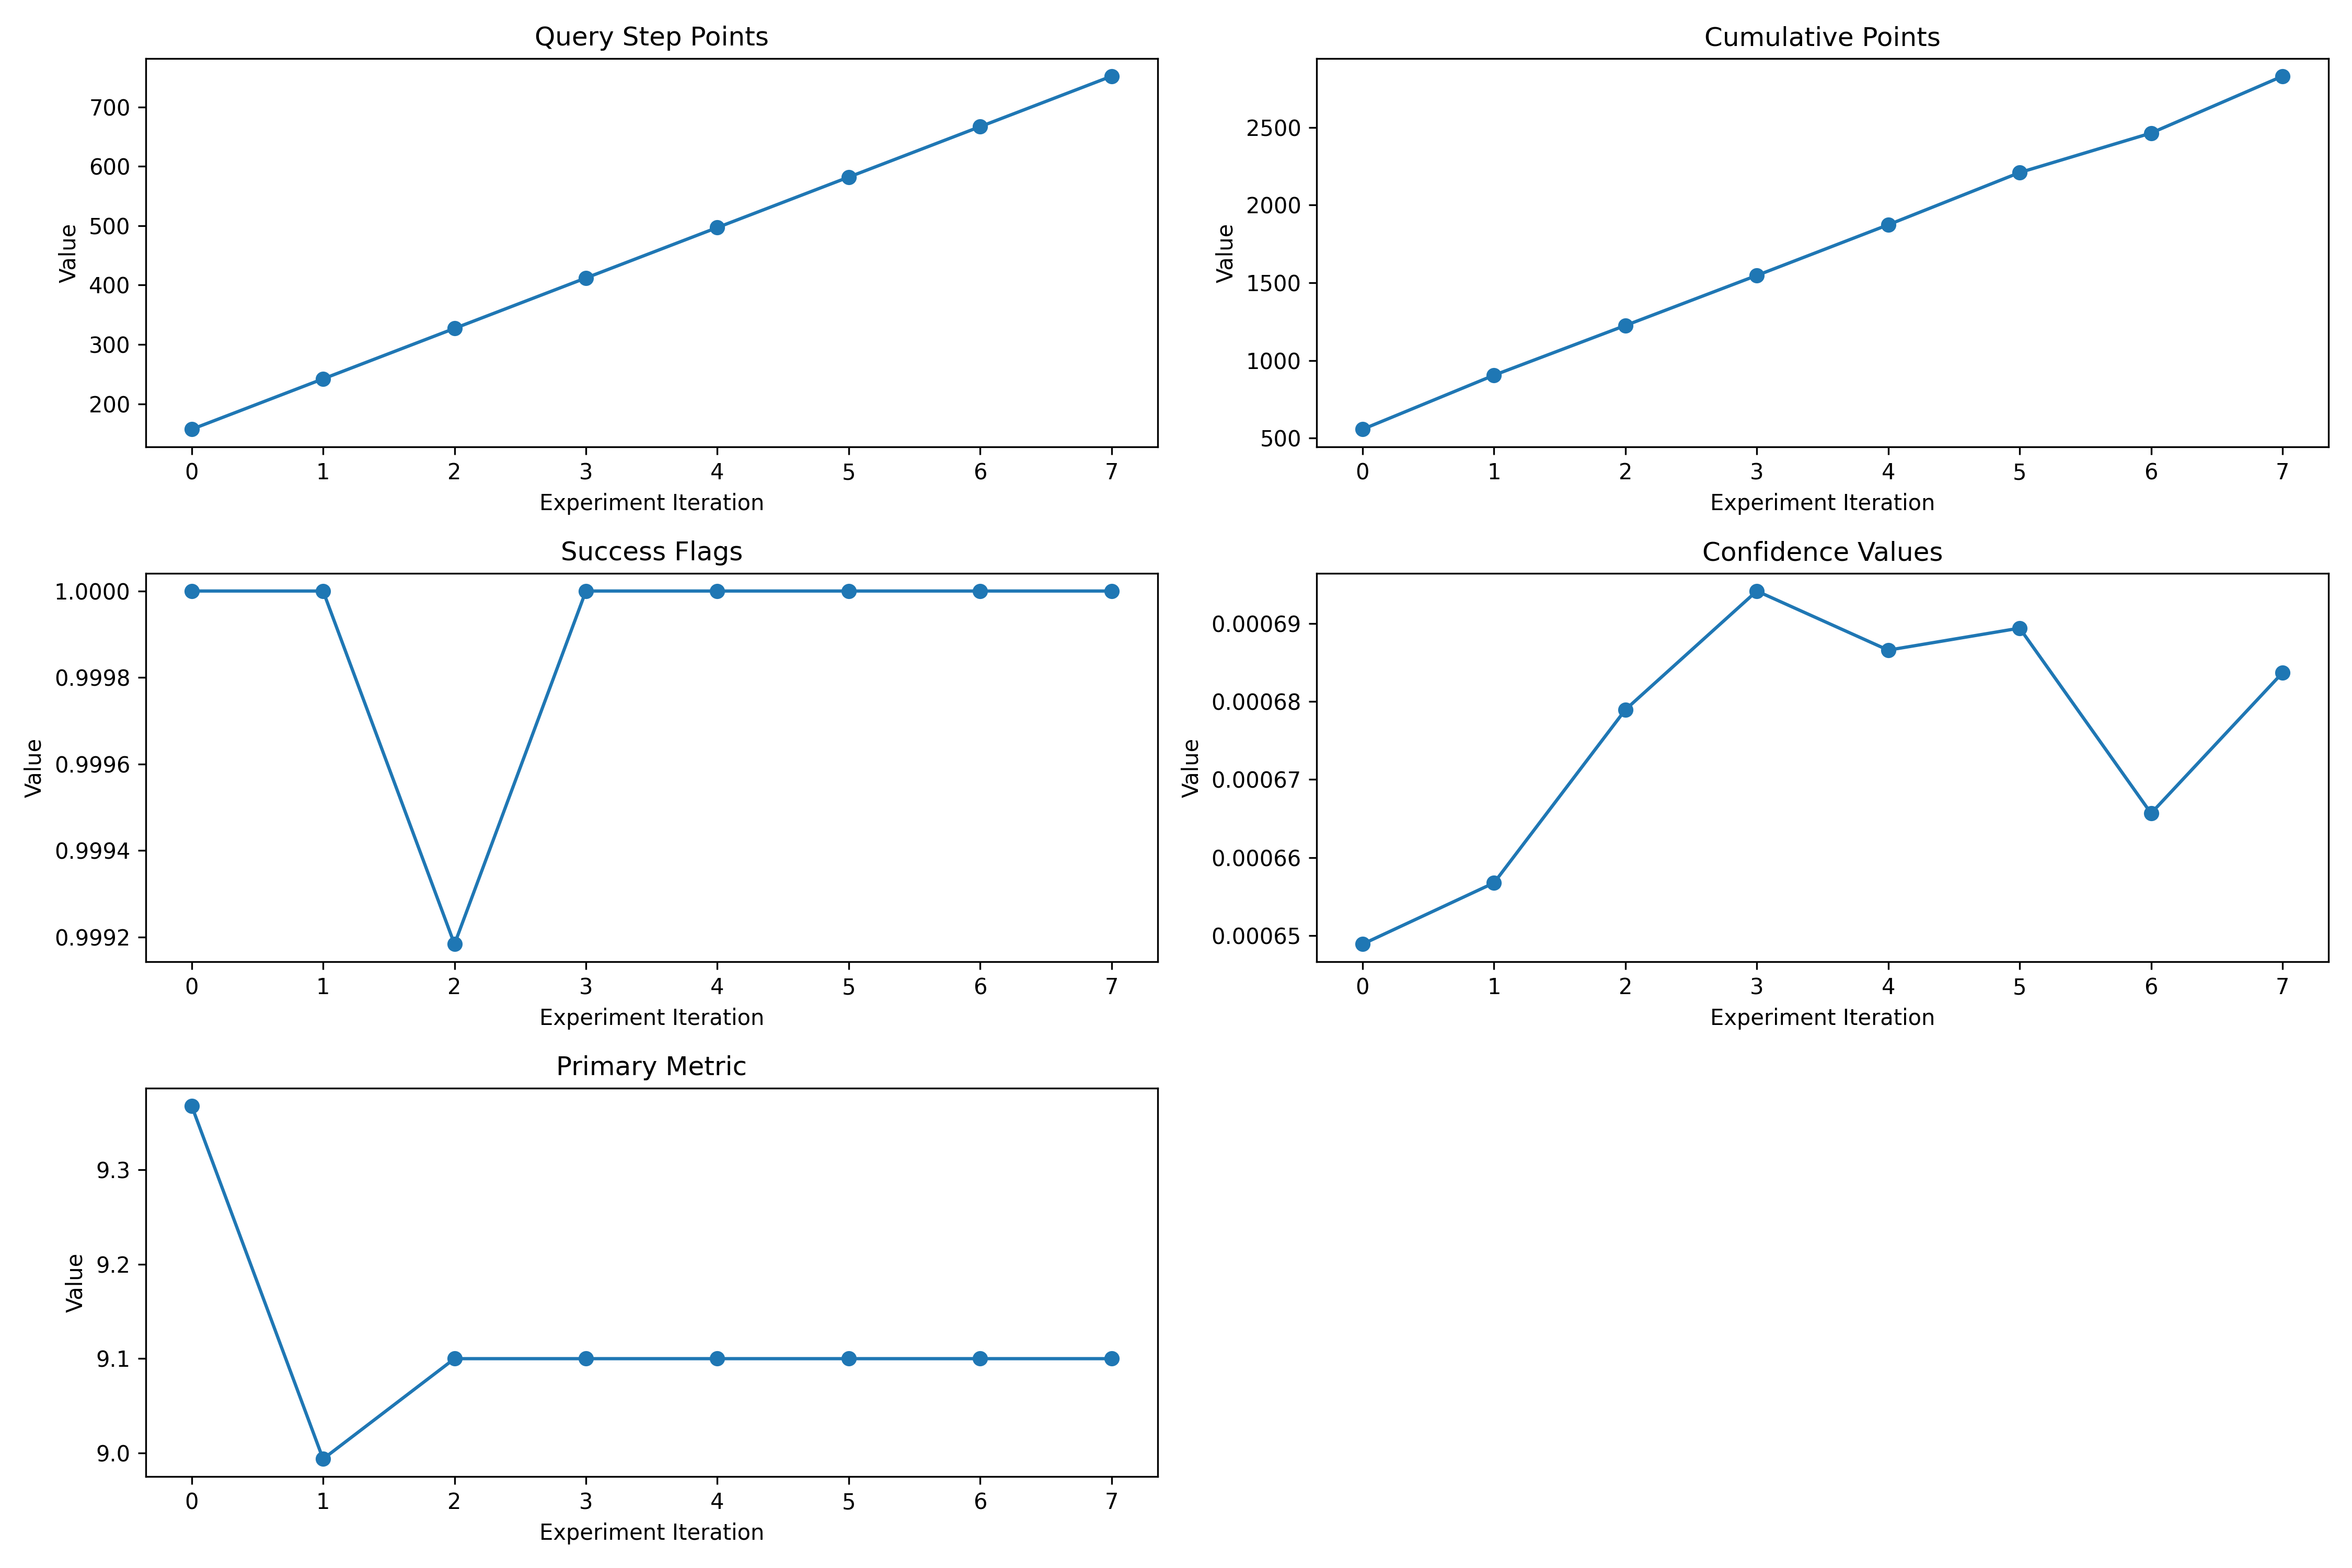 Query Step Points
Value
700
600
500
400
300
200
0 1 2 3 4 5 6 7
Experiment Iteration
Cumulative Points
Value
2500
2000
1500
1000
500
0 1 2 3 4 5 6 7
Experiment Iteration
Success Flags
Value
1.0000
0.9998
0.9996
0.9994
0.9992
0 1 2 3 4 5 6 7
Experiment Iteration
Confidence Values
Value
0.00069
0.00068
0.00067
0.00066
0.00065
0 1 2 3 4 5 6 7
Experiment Iteration
Primary Metric
Value
9.3
9.2
9.1
9.0
0 1 2 3 4 5 6 7
Experiment Iteration